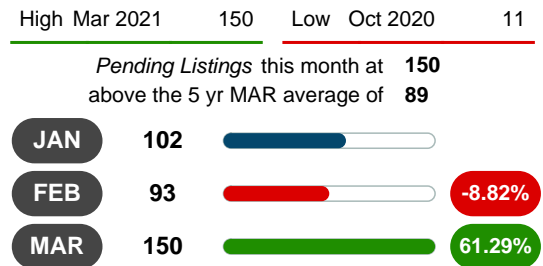 High Mar 2021 150 Low Oct 2020 11
Pending Listings this month at 150
above the 5 yr MAR average of 89
JAN 102
FEB 93 -8.82%
MAR 150 61.29%